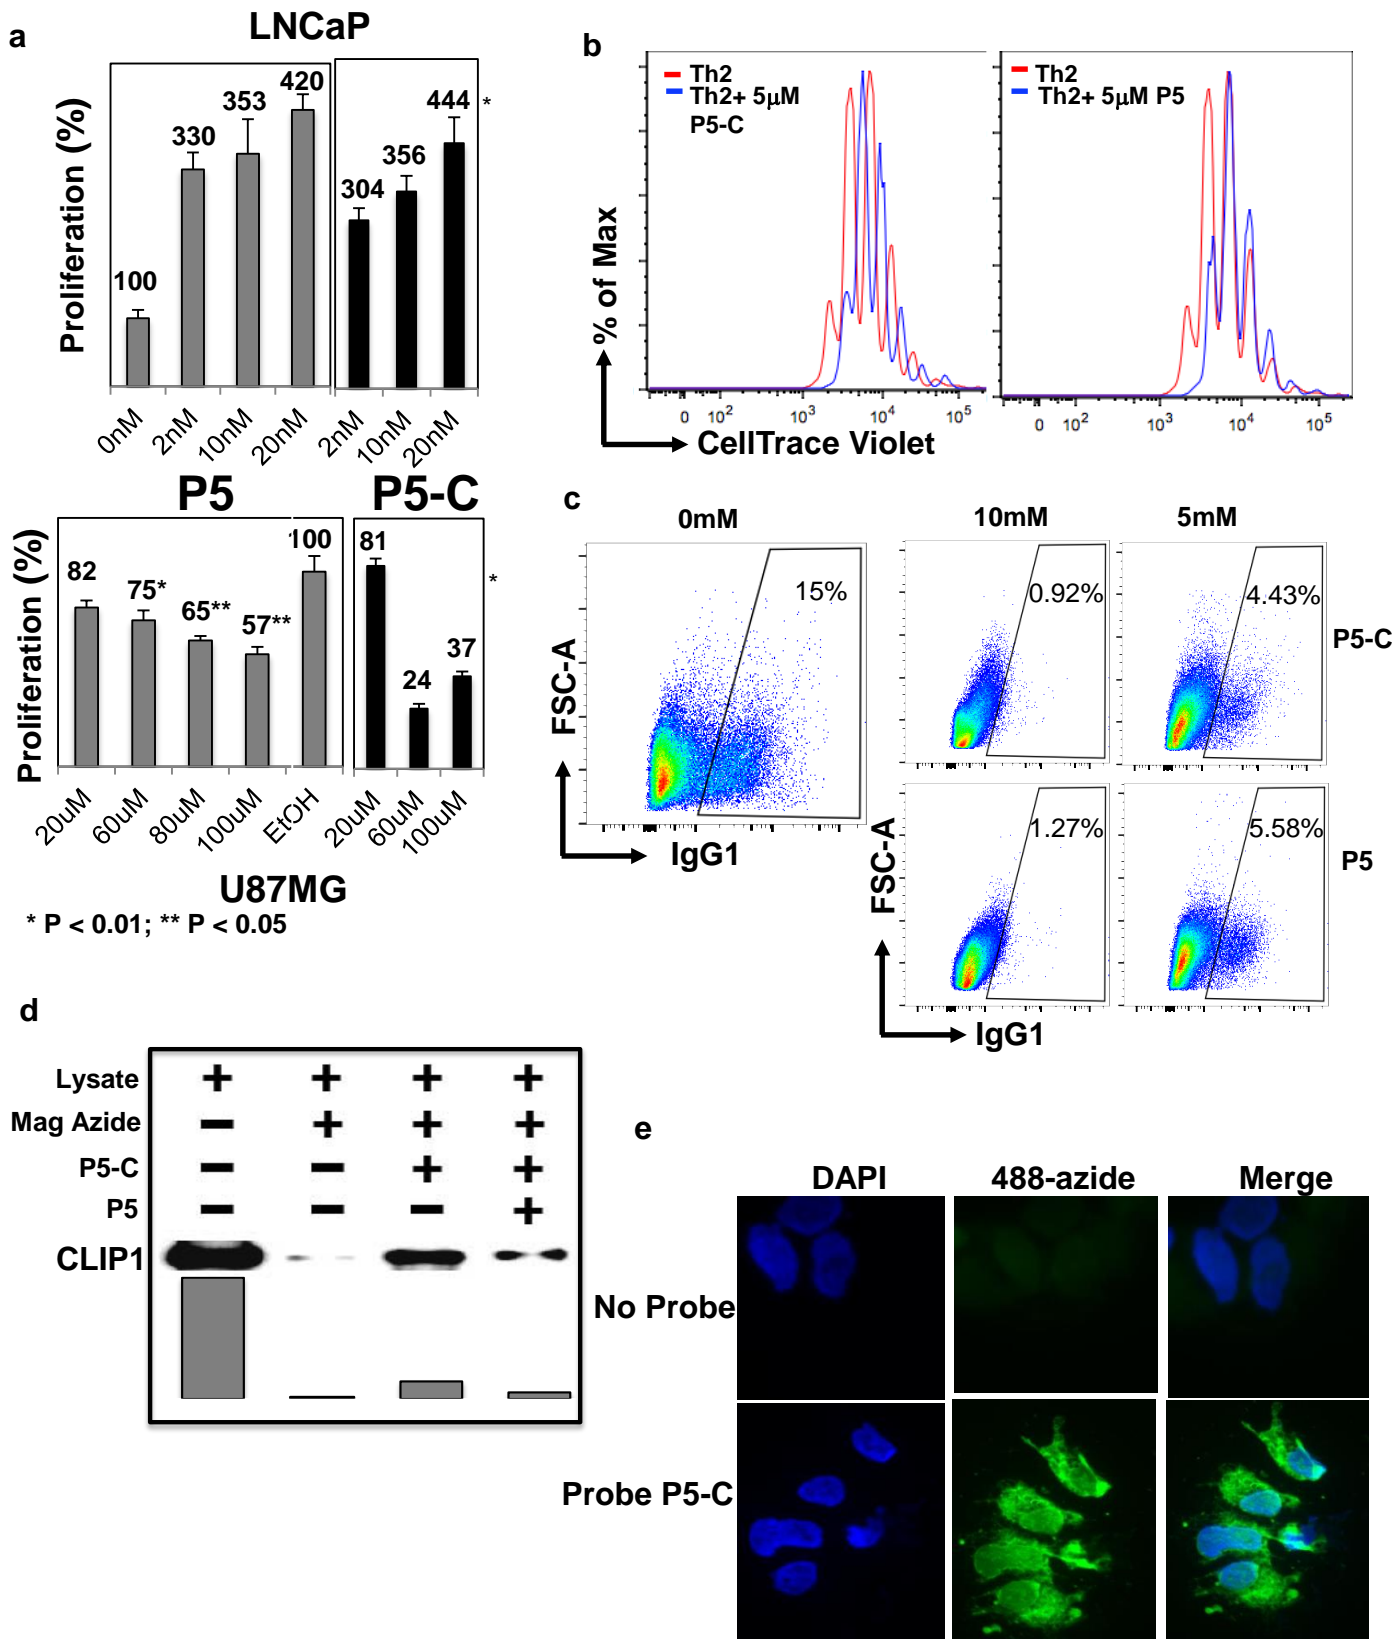 a
LNCaP
Proliferation (%)
100
330
353
420
304
356
444
*
0nM
2nM
10nM
20nM
2nM
10nM
20nM
P5
P5-C
Proliferation (%)
82
75*
65**
57**
100
81
24
37
*
20uM
60uM
80uM
100uM
EtOH
20uM
60uM
100uM
U87MG
* P < 0.01; ** P < 0.05
b
Th2
Th2+ 5μM
P5-C
Th2
Th2+ 5μM P5
% of Max
0 10² 10³ 10⁴ 10⁵
0 10² 10³ 10⁴ 10⁵
CellTrace Violet
c
0mM
10mM
5mM
15%
0.92%
4.43%
P5-C
FSC-A
IgG1
1.27%
5.58%
P5
FSC-A
IgG1
d
Lysate + + + +
Mag Azide − + + +
P5-C − − + +
P5 − − − +
CLIP1
e
DAPI
488-azide
Merge
No Probe
Probe P5-C